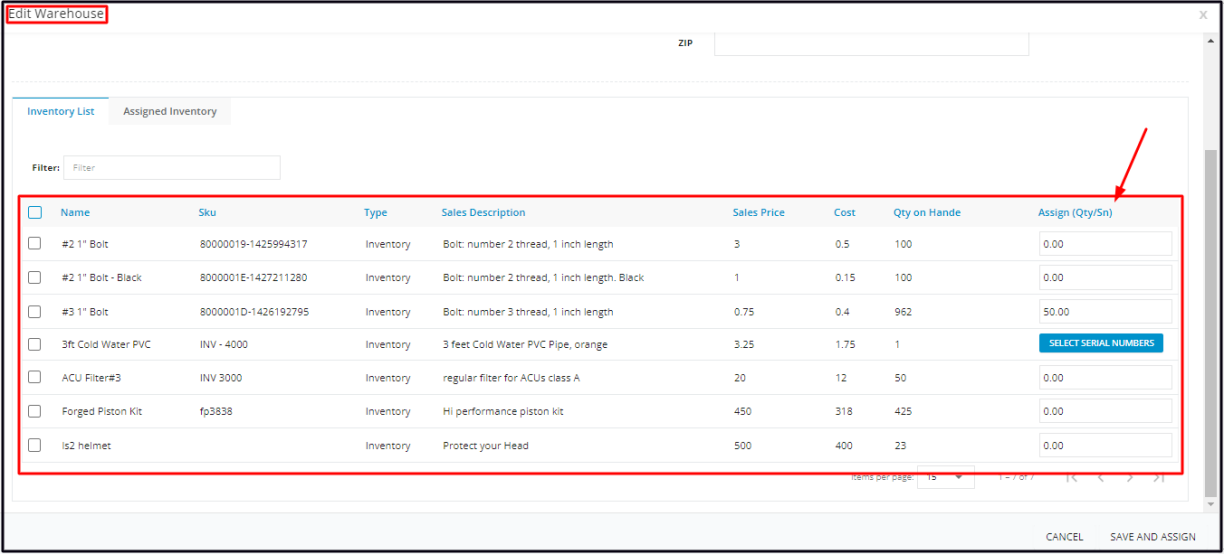 Edit Warehouse x
ZIP
Inventory List Assigned Inventory
Filter: Filter
Name Sku Type Sales Description Sales Price Cost Qty on Hande Assign (Qty/Sn)
#2 1" Bolt 80000019-1425994317 Inventory Bolt: number 2 thread, 1 inch length 3 0.5 100 0.00
#2 1" Bolt - Black 8000001E-1427211280 Inventory Bolt: number 2 thread, 1 inch length. Black 1 0.15 100 0.00
#3 1" Bolt 8000001D-1426192795 Inventory Bolt: number 3 thread, 1 inch length 0.75 0.4 962 50.00
3ft Cold Water PVC INV - 4000 Inventory 3 feet Cold Water PVC Pipe, orange 3.25 1.75 1 SELECT SERIAL NUMBERS
ACU Filter#3 INV 3000 Inventory regular filter for ACUs class A 20 12 50 0.00
Forged Piston Kit fp3838 Inventory Hi performance piston kit 450 318 425 0.00
ls2 helmet Inventory Protect your Head 500 400 23 0.00
Items per page: 15 1 – 7 of 7
CANCEL SAVE AND ASSIGN